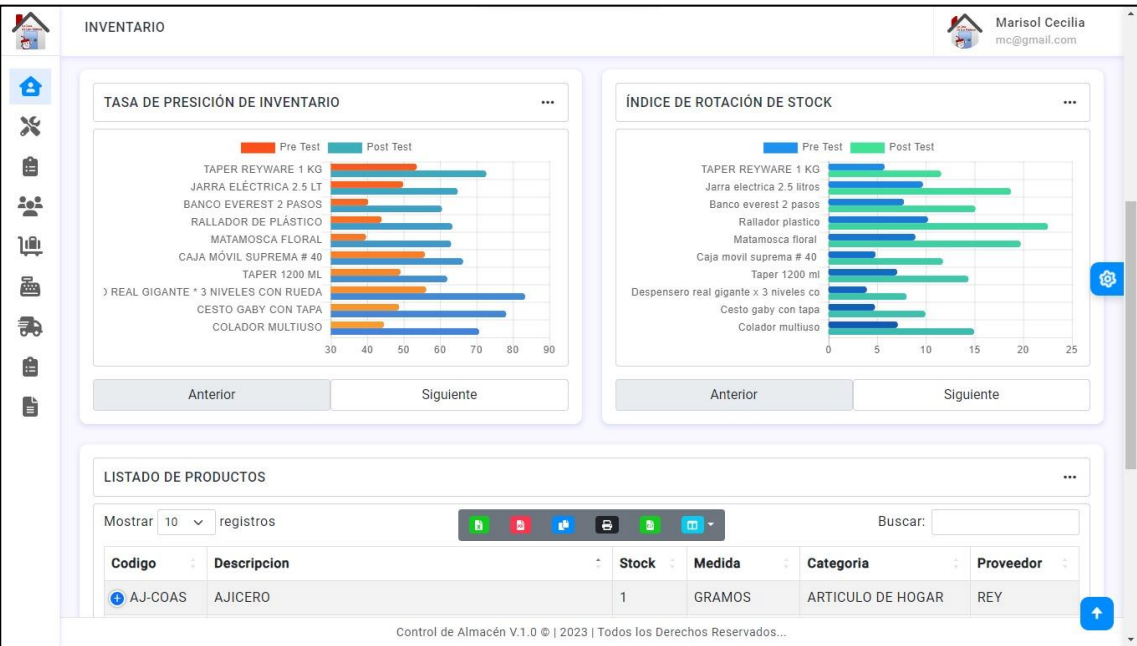 INVENTARIO
Marisol Cecilia
mc@gmail.com
TASA DE PRESICIÓN DE INVENTARIO
Pre Test Post Test
TAPER REYWARE 1 KG
JARRA ELÉCTRICA 2.5 LT
BANCO EVEREST 2 PASOS
RALLADOR DE PLÁSTICO
MATAMOSCA FLORAL
CAJA MÓVIL SUPREMA # 40
TAPER 1200 ML
O REAL GIGANTE * 3 NIVELES CON RUEDA
CESTO GABY CON TAPA
COLADOR MULTIUSO
30 40 50 60 70 80 90
Anterior Siguiente
ÍNDICE DE ROTACIÓN DE STOCK
Pre Test Post Test
TAPER REYWARE 1 KG
Jarra electrica 2.5 litros
Banco everest 2 pasos
Rallador plastico
Matamosca floral
Caja movil suprema # 40
Taper 1200 ml
Despensero real gigante x 3 niveles co
Cesto gaby con tapa
Colador multiuso
0 5 10 15 20 25
Anterior Siguiente
LISTADO DE PRODUCTOS
Mostrar 10 registros Buscar:
Codigo Descripcion Stock Medida Categoria Proveedor
AJ-COAS AJICERO 1 GRAMOS ARTICULO DE HOGAR REY
Control de Almacén V.1.0 © | 2023 | Todos los Derechos Reservados...